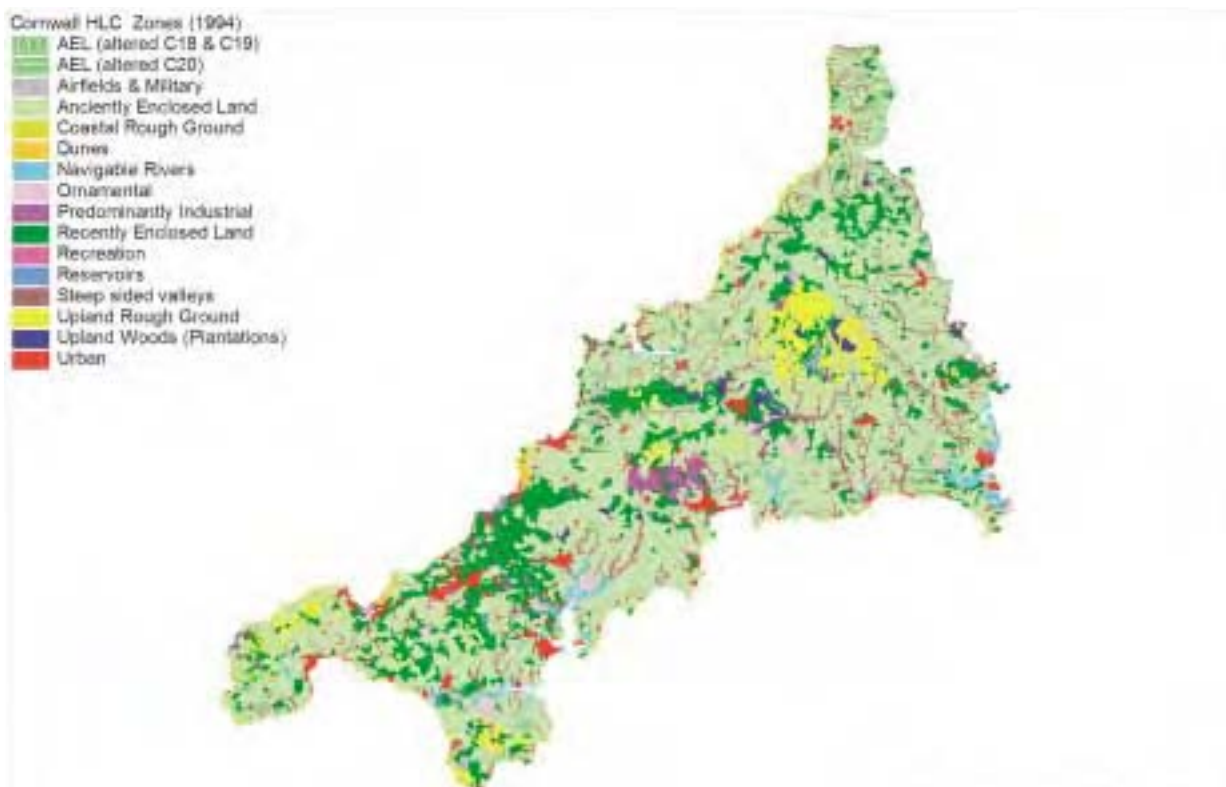 Cornwall HLC Zones (1994)
AEL (altered C18 & C19)
AEL (altered C20)
Airfields & Military
Anciently Enclosed Land
Coastal Rough Ground
Dunes
Navigable Rivers
Ornamental
Predominantly Industrial
Recently Enclosed Land
Recreation
Reservoirs
Steep sided valleys
Upland Rough Ground
Upland Woods (Plantations)
Urban